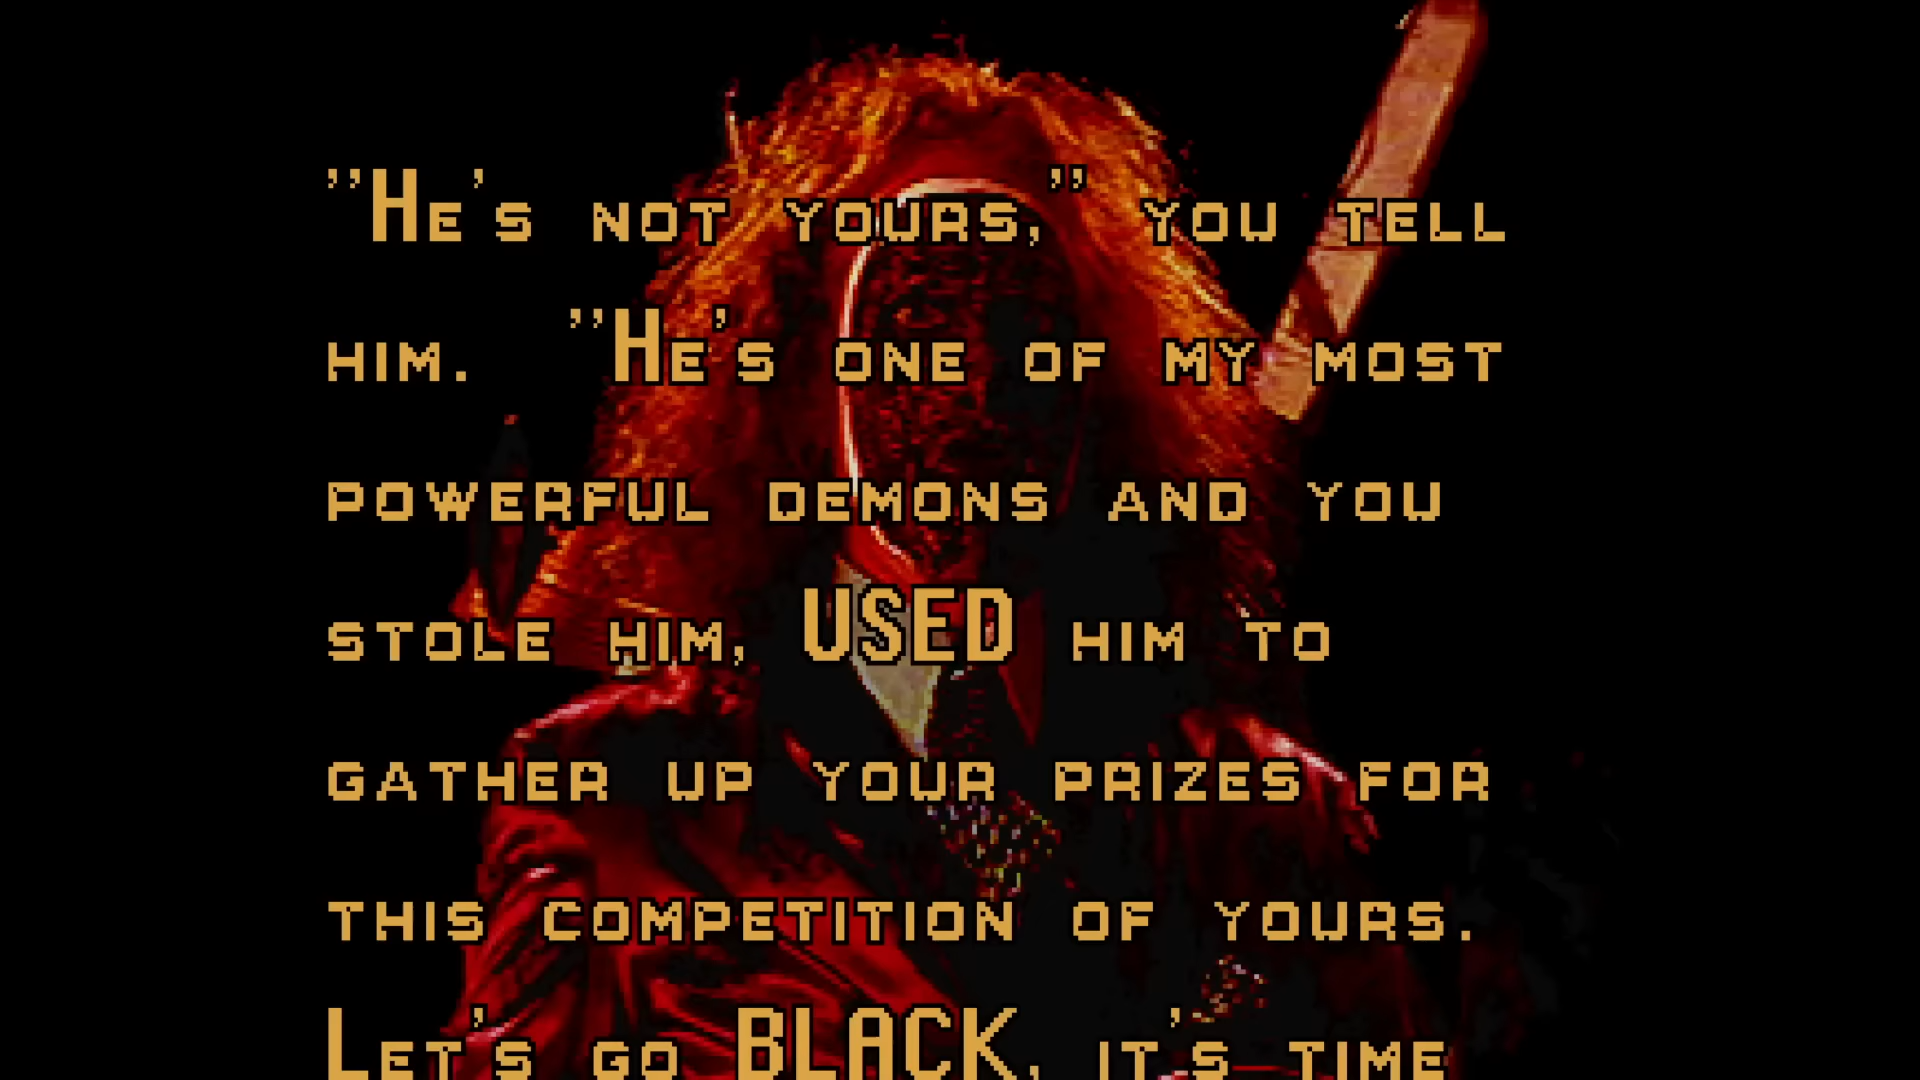 "He's not yours," you tell
him.  "He's one of my most
powerful demons and you
stole him, USED him to
gather up your prizes for
this competition of yours.
Let's go BLACK, it's time